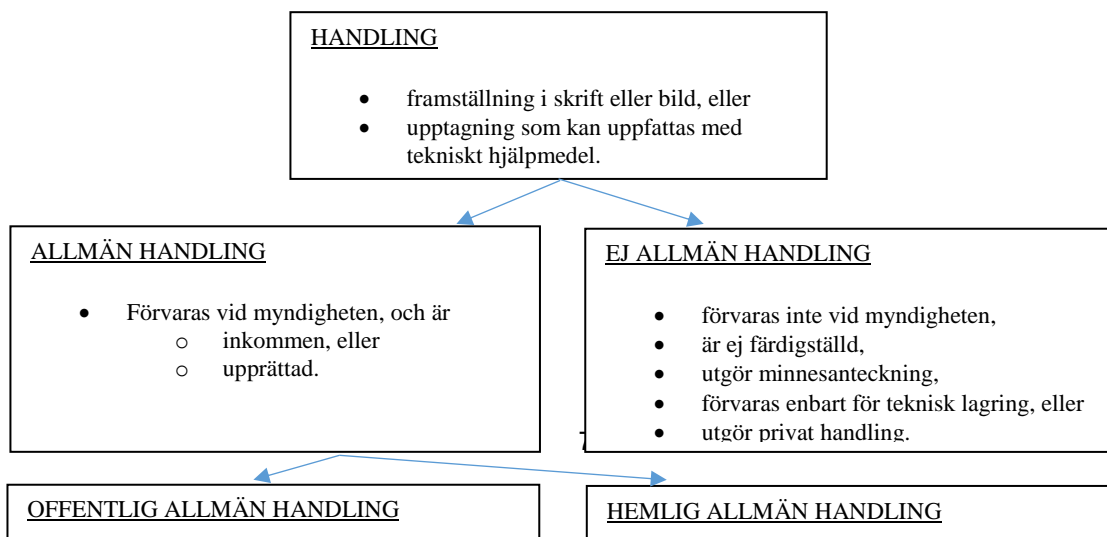 HANDLING
• framställning i skrift eller bild, eller
• upptagning som kan uppfattas med
tekniskt hjälpmedel.
ALLMÄN HANDLING
• Förvaras vid myndigheten, och är
o inkommen, eller
o upprättad.
EJ ALLMÄN HANDLING
• förvaras inte vid myndigheten,
• är ej färdigställd,
• utgör minnesanteckning,
• förvaras enbart för teknisk lagring, eller
• utgör privat handling.
OFFENTLIG ALLMÄN HANDLING
HEMLIG ALLMÄN HANDLING